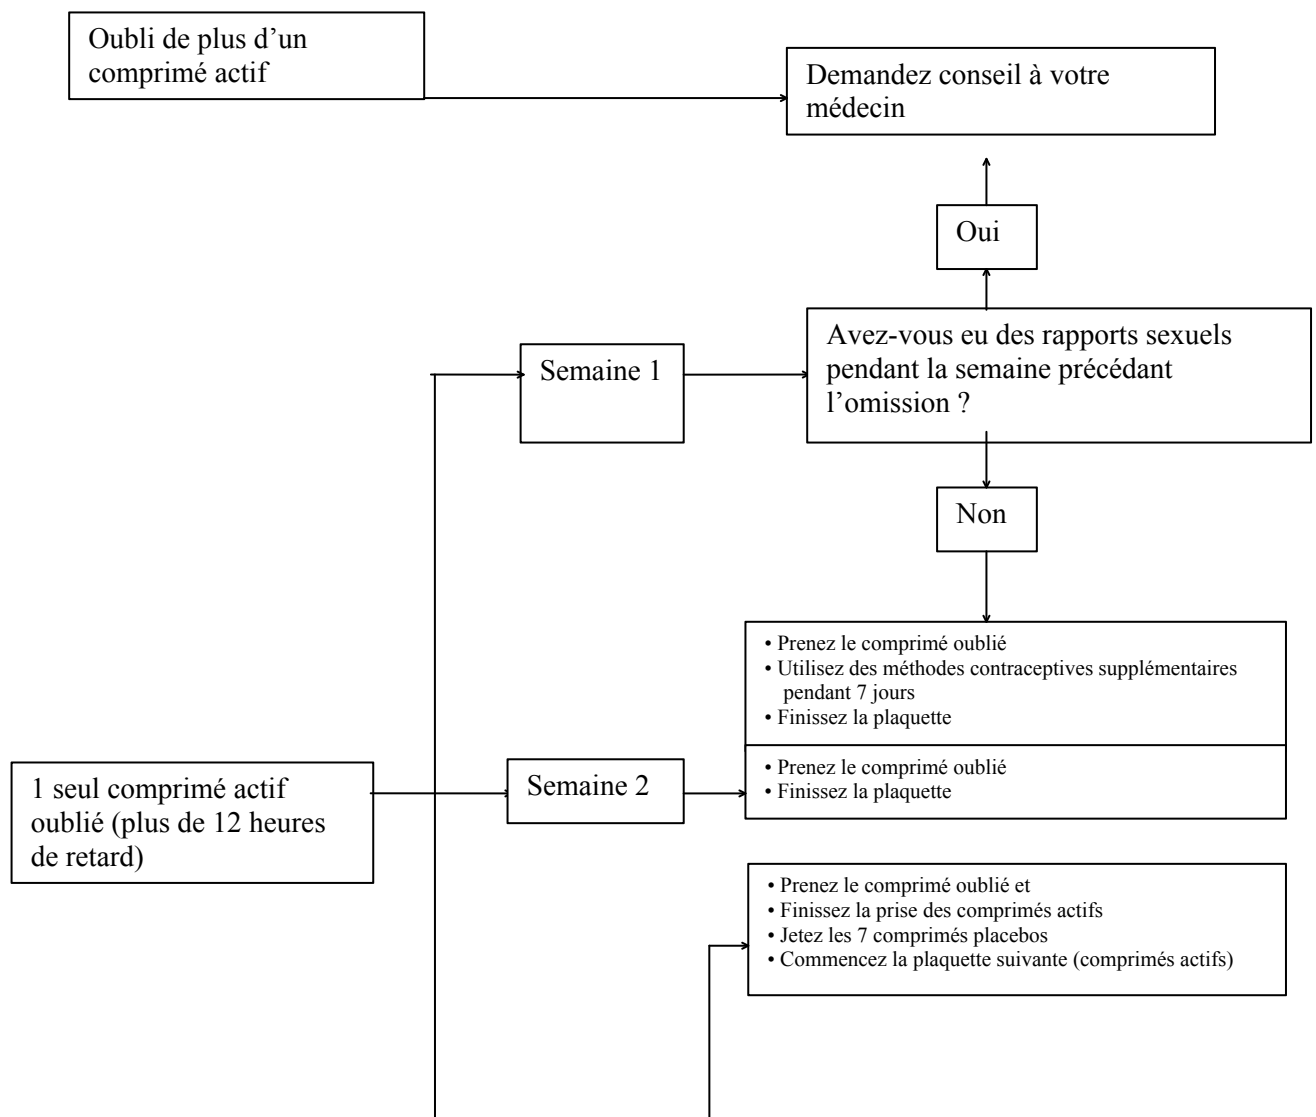 Oubli de plus d’un
comprimé actif
Demandez conseil à votre
médecin
Oui
Avez-vous eu des rapports sexuels
pendant la semaine précédant
l’omission ?
Semaine 1
Non
• Prenez le comprimé oublié
• Utilisez des méthodes contraceptives supplémentaires
pendant 7 jours
• Finissez la plaquette
1 seul comprimé actif
oublié (plus de 12 heures
de retard)
Semaine 2
• Prenez le comprimé oublié
• Finissez la plaquette
• Prenez le comprimé oublié et
• Finissez la prise des comprimés actifs
• Jetez les 7 comprimés placebos
• Commencez la plaquette suivante (comprimés actifs)